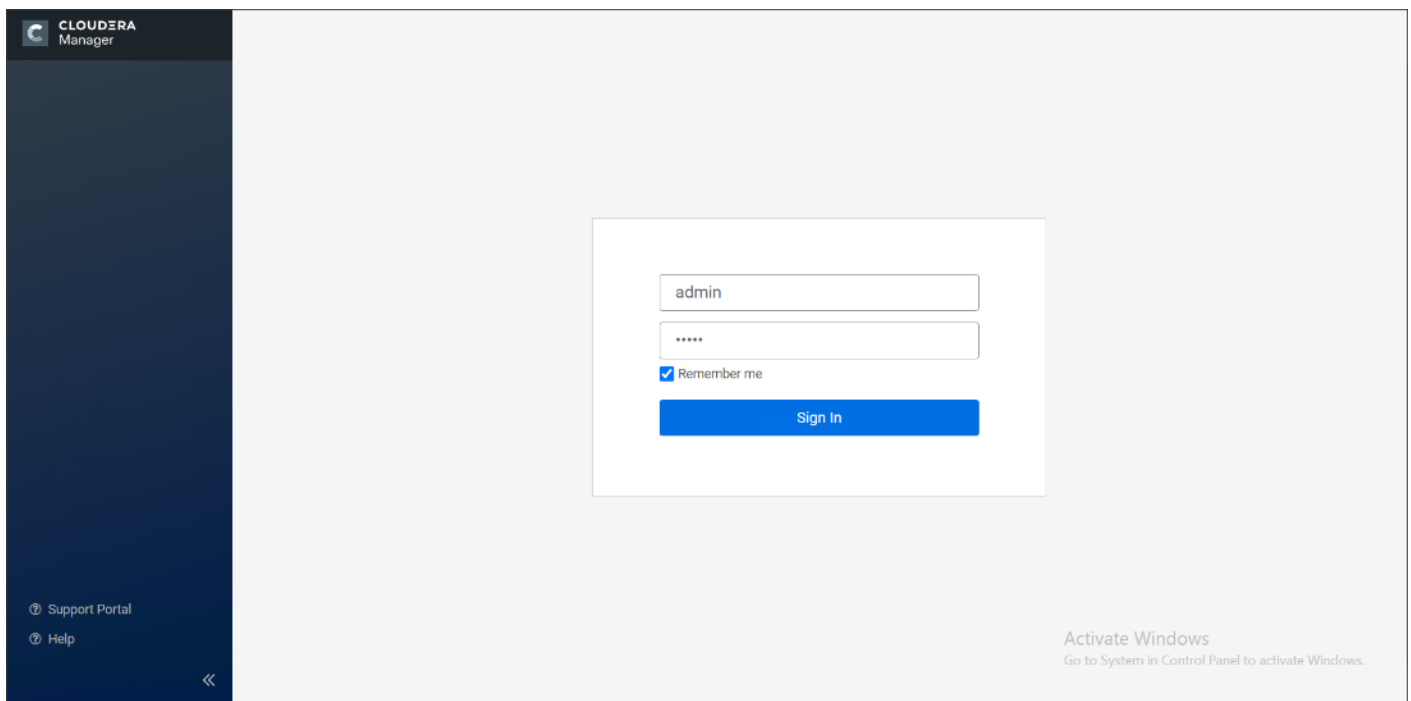 CLOUDERA
Manager
admin
•••••
Remember me
Sign In
Support Portal
Help
Activate Windows
Go to System in Control Panel to activate Windows.